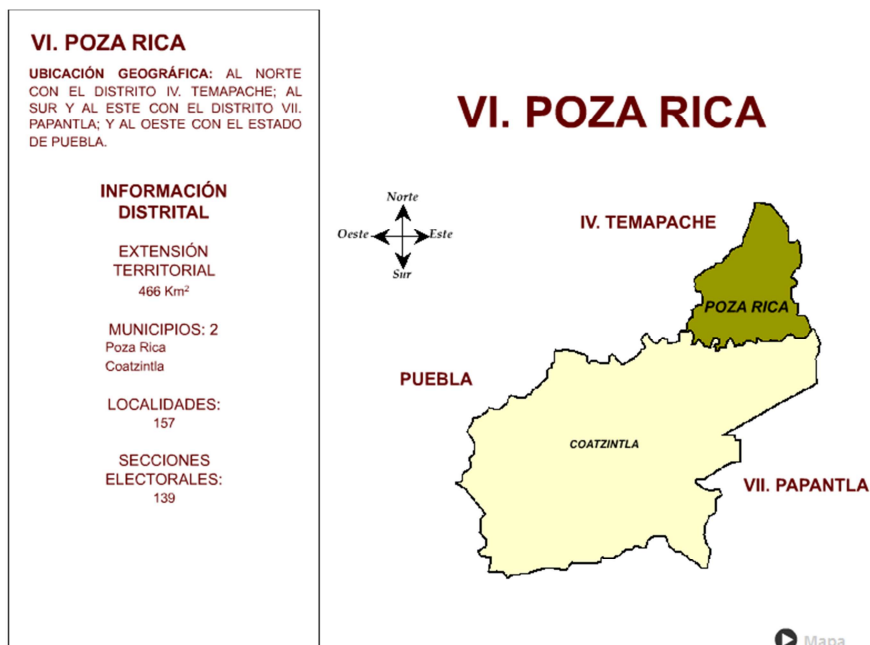 VI. POZA RICA
UBICACIÓN GEOGRÁFICA: AL NORTE
CON EL DISTRITO IV. TEMAPACHE; AL
SUR Y AL ESTE CON EL DISTRITO VII.
PAPANTLA; Y AL OESTE CON EL ESTADO
DE PUEBLA.
INFORMACIÓN
DISTRITAL
EXTENSIÓN
TERRITORIAL
466 Km²
MUNICIPIOS: 2
Poza Rica
Coatzintla
LOCALIDADES:
157
SECCIONES
ELECTORALES:
139
VI. POZA RICA
Norte
Oeste
Este
Sur
IV. TEMAPACHE
POZA RICA
PUEBLA
COATZINTLA
VII. PAPANTLA
Mapa